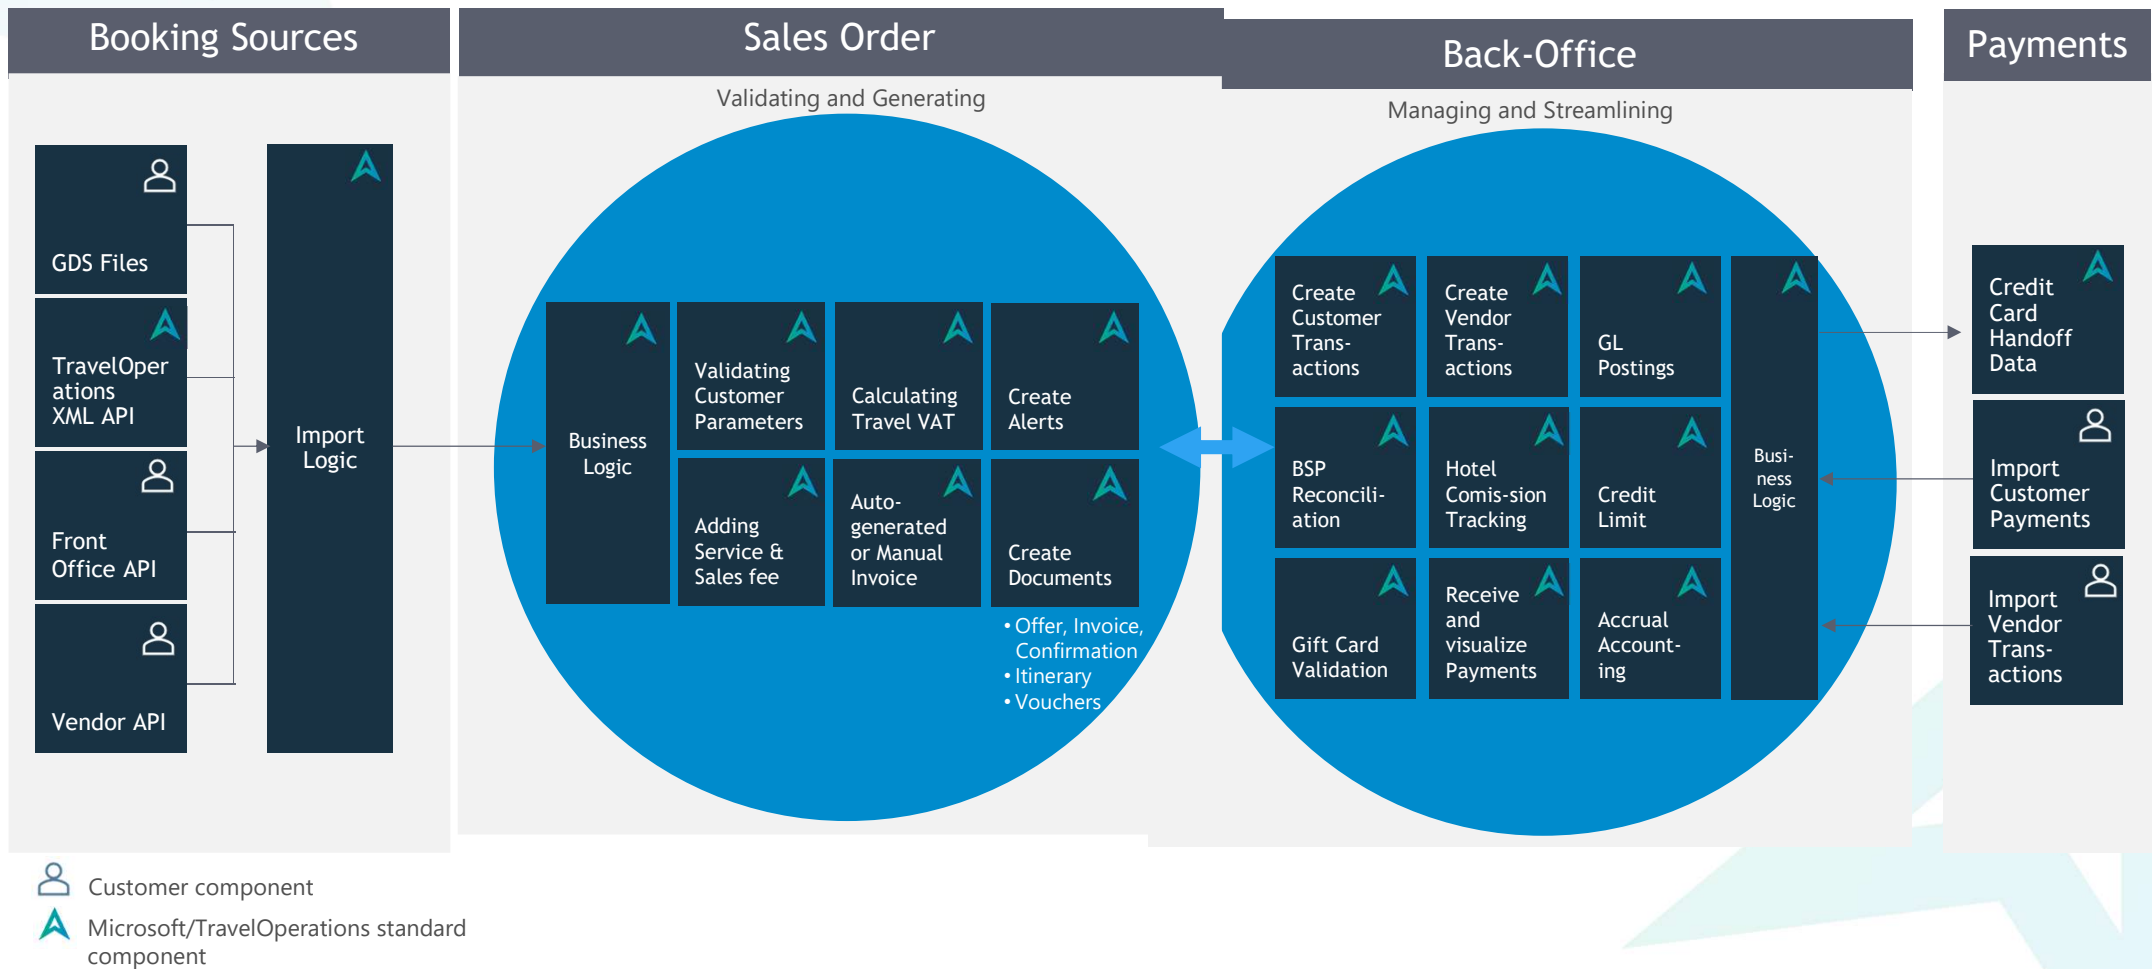 Booking Sources
Sales Order
Back-Office
Payments
Validating and Generating
Managing and Streamlining
GDS Files
TravelOper
ations
XML API
Front
Office API
Vendor API
Import
Logic
Business
Logic
Validating
Customer
Parameters
Calculating
Travel VAT
Create
Alerts
Adding
Service &
Sales fee
Auto-
generated
or Manual
Invoice
Create
Documents
• Offer, Invoice,
Confirmation
• Itinerary
• Vouchers
Create
Customer
Trans-
actions
Create
Vendor
Trans-
actions
GL
Postings
BSP
Reconcili-
ation
Hotel
Comis-sion
Tracking
Credit
Limit
Gift Card
Validation
Receive
and
visualize
Payments
Accrual
Account-
ing
Busi-
ness
Logic
Credit
Card
Handoff
Data
Import
Customer
Payments
Import
Vendor
Trans-
actions
Customer component
Microsoft/TravelOperations standard
component